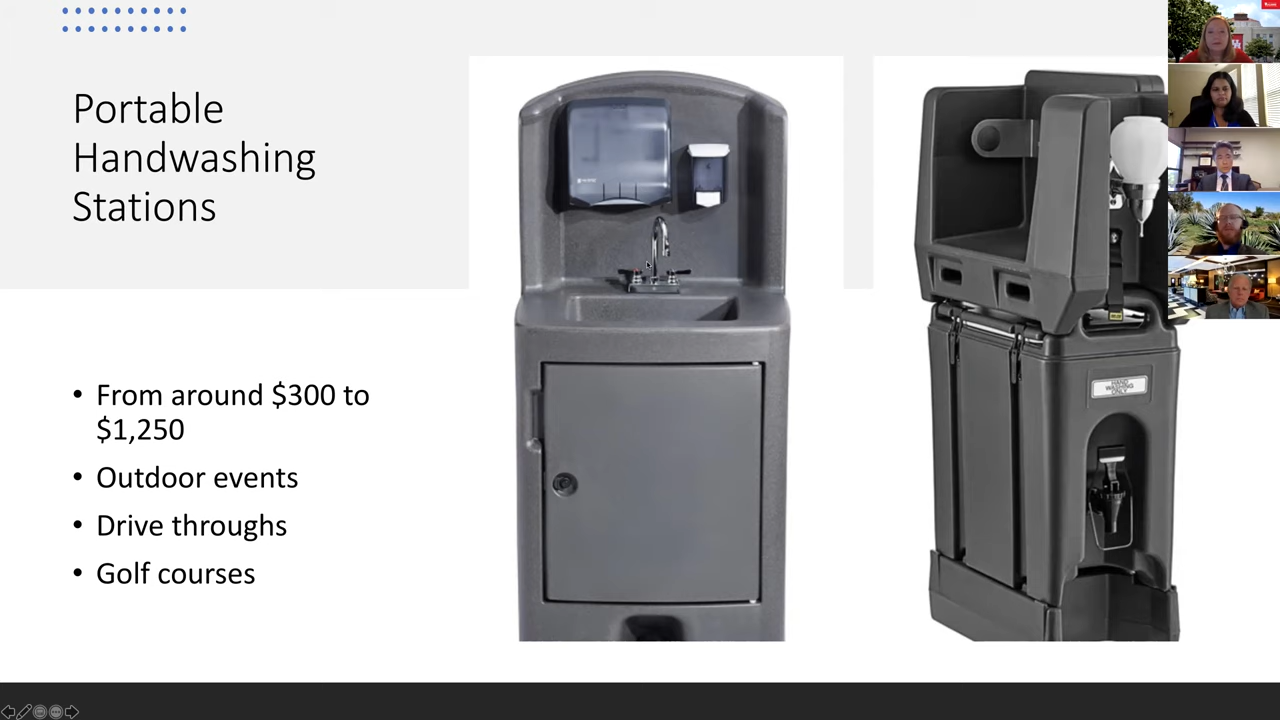 Portable
Handwashing
Stations
• From around $300 to
$1,250
• Outdoor events
• Drive throughs
• Golf courses
HAND
WASHING
ONLY